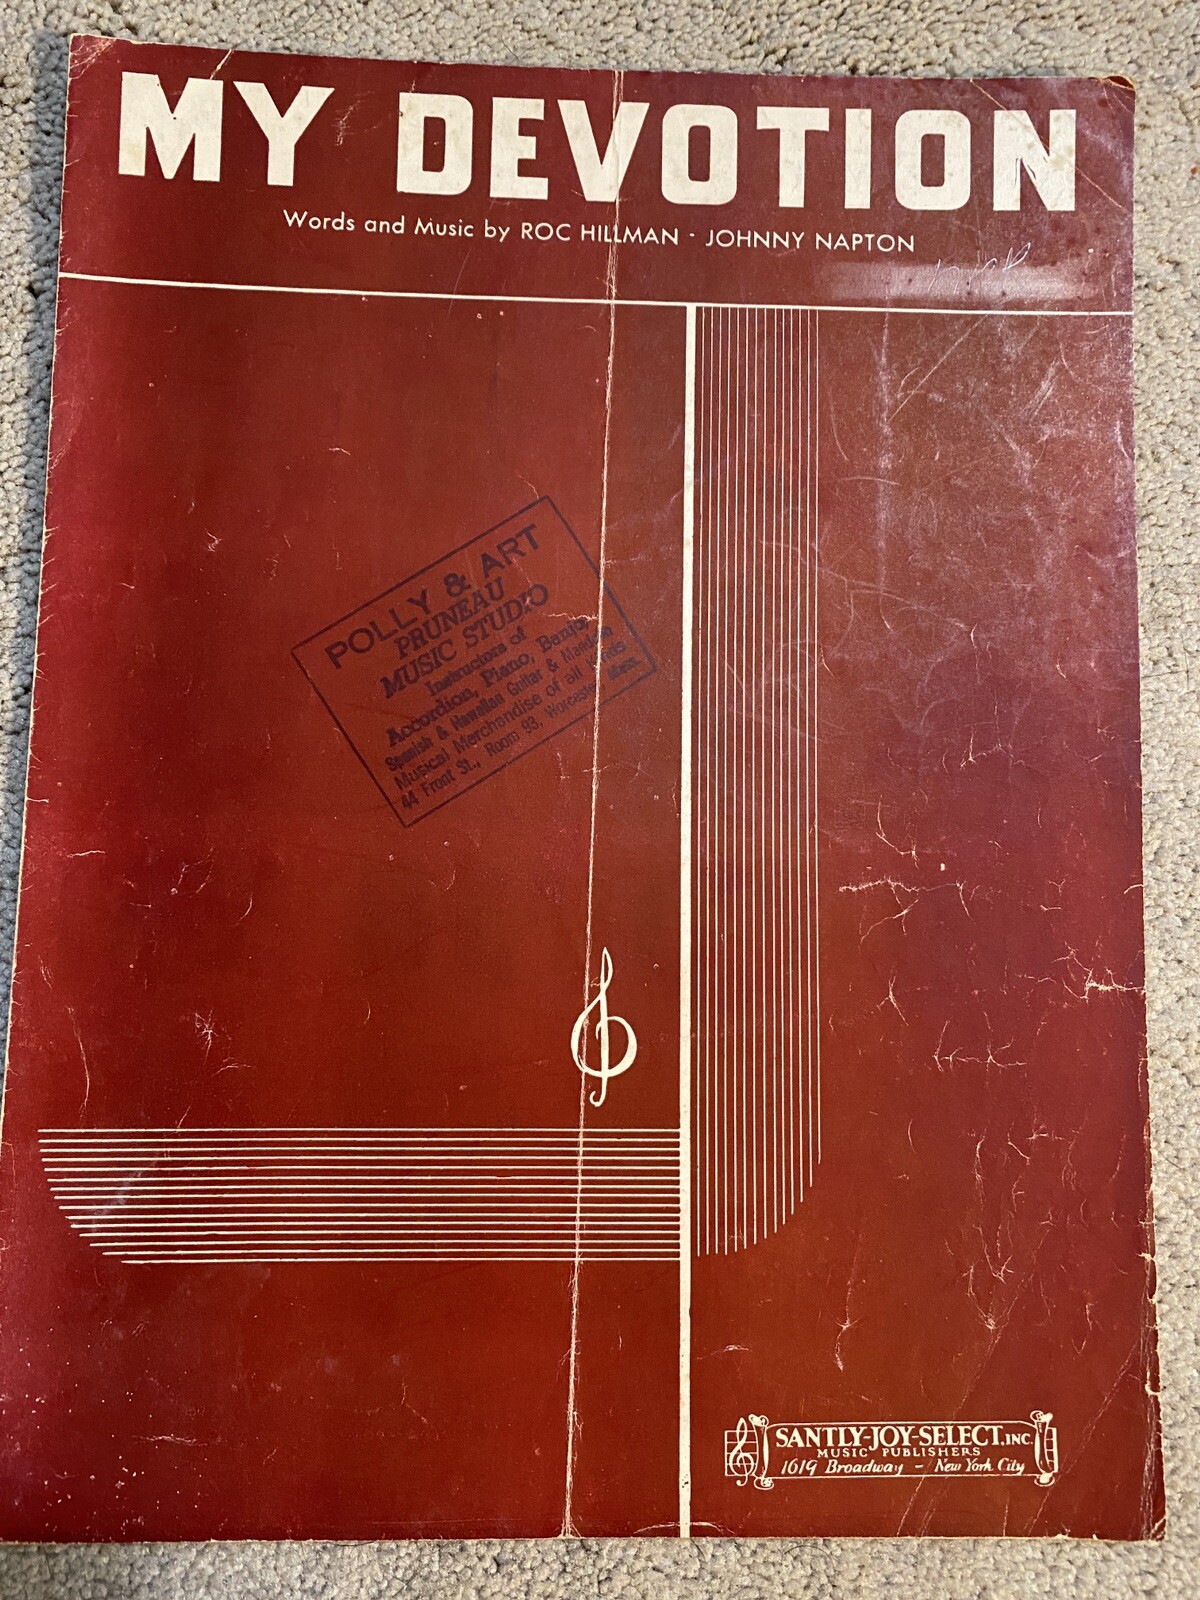 MY DEVOTION
Words and Music by ROC HILLMAN - JOHNNY NAPTON
POLLY & ART
PRUNEAU
MUSIC STUDIO
Instructors of
Accordion, Piano, Banjo,
Spanish & Hawaiian Guitar & Mandolin
Musical Merchandise of all Kinds
44 Front St., Room 93, Worcester, Mass.
SANTLY-JOY-SELECT, INC.
MUSIC PUBLISHERS
1619 Broadway - New York City